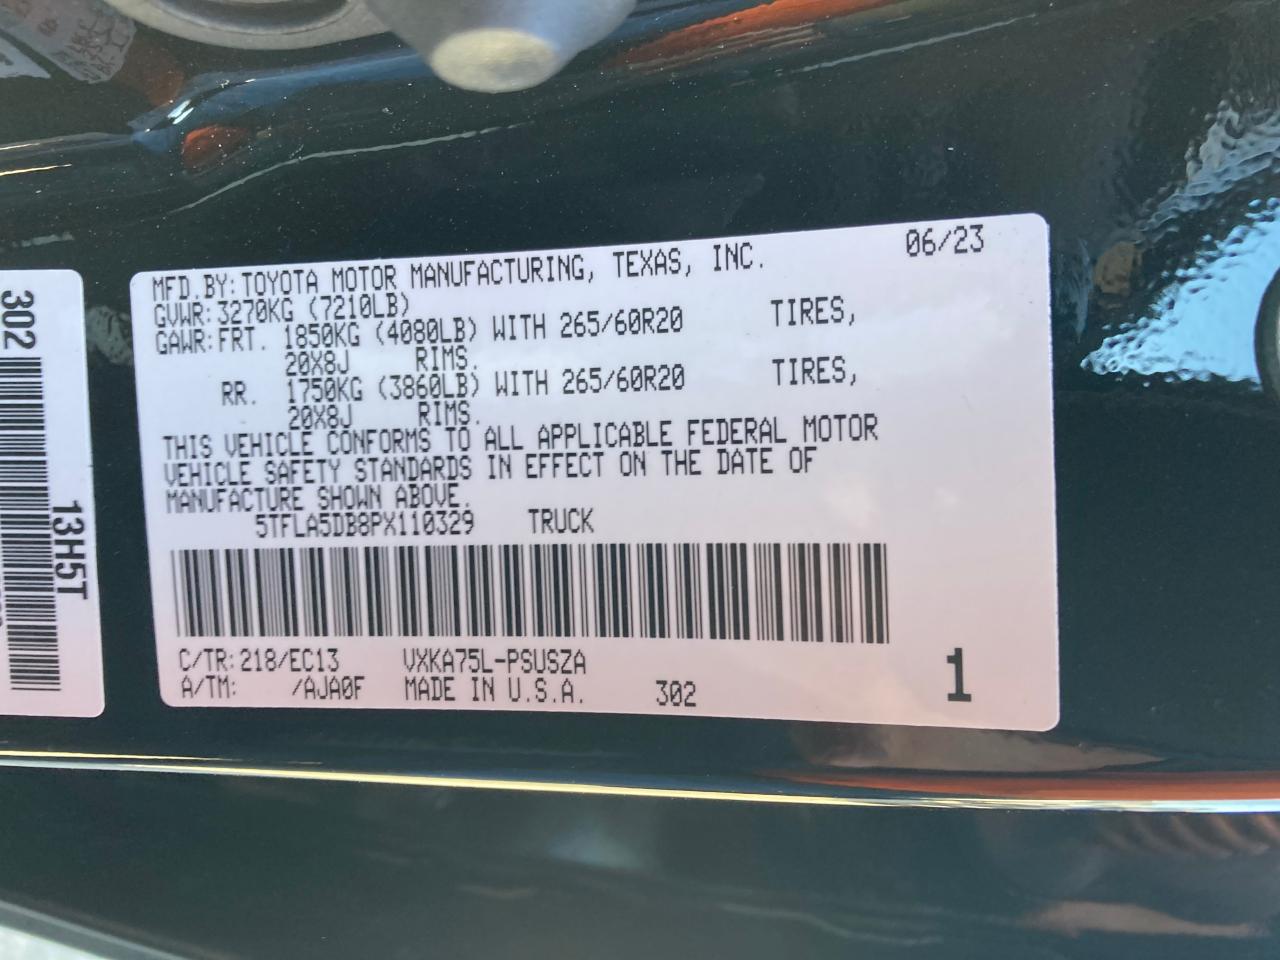 302
13H5T
MFD.BY:TOYOTA MOTOR MANUFACTURING, TEXAS, INC. 06/23
GVWR:3270KG (7210LB)
GAWR:FRT. 1850KG (4080LB) WITH 265/60R20 TIRES,
20X8J RIMS.
RR. 1750KG (3860LB) WITH 265/60R20 TIRES,
20X8J RIMS.
THIS VEHICLE CONFORMS TO ALL APPLICABLE FEDERAL MOTOR
VEHICLE SAFETY STANDARDS IN EFFECT ON THE DATE OF
MANUFACTURE SHOWN ABOVE.
5TFLA5DB8PX110329 TRUCK
C/TR:218/EC13 VXKA75L-PSUSZA
A/TM: /AJA0F MADE IN U.S.A. 302 1